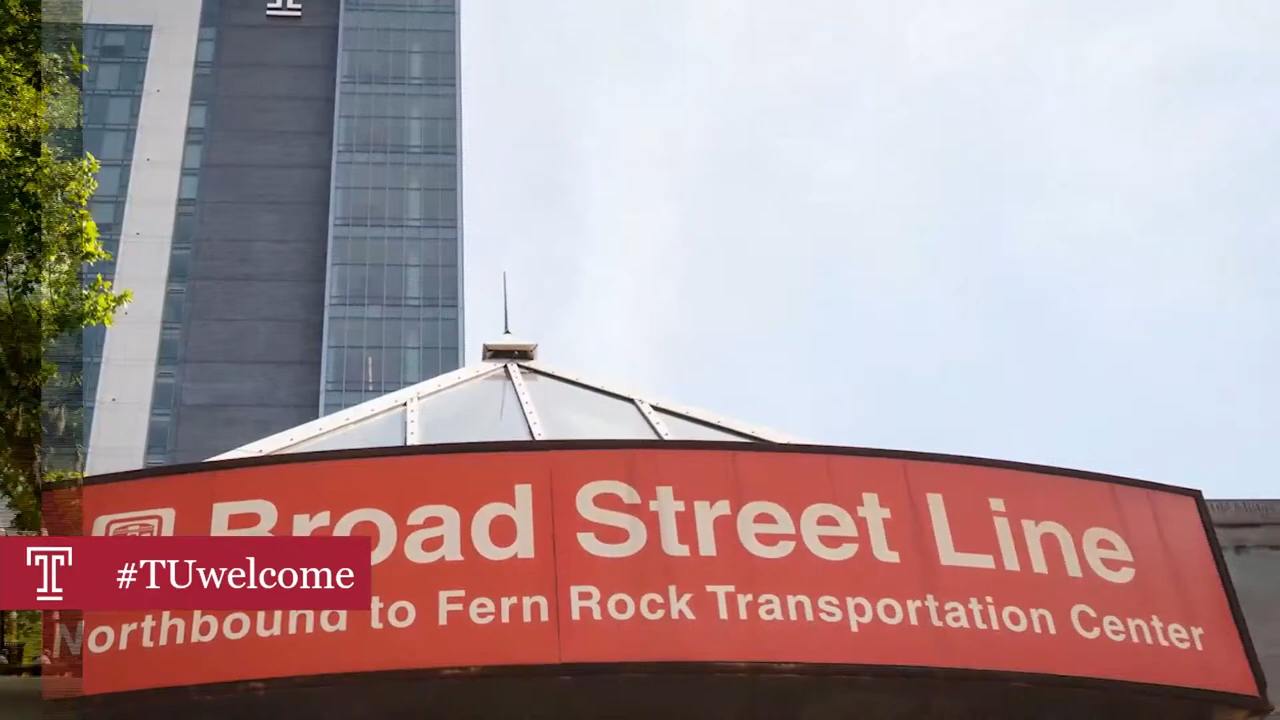 Broad Street Line
#TUwelcome
Northbound to Fern Rock Transportation Center